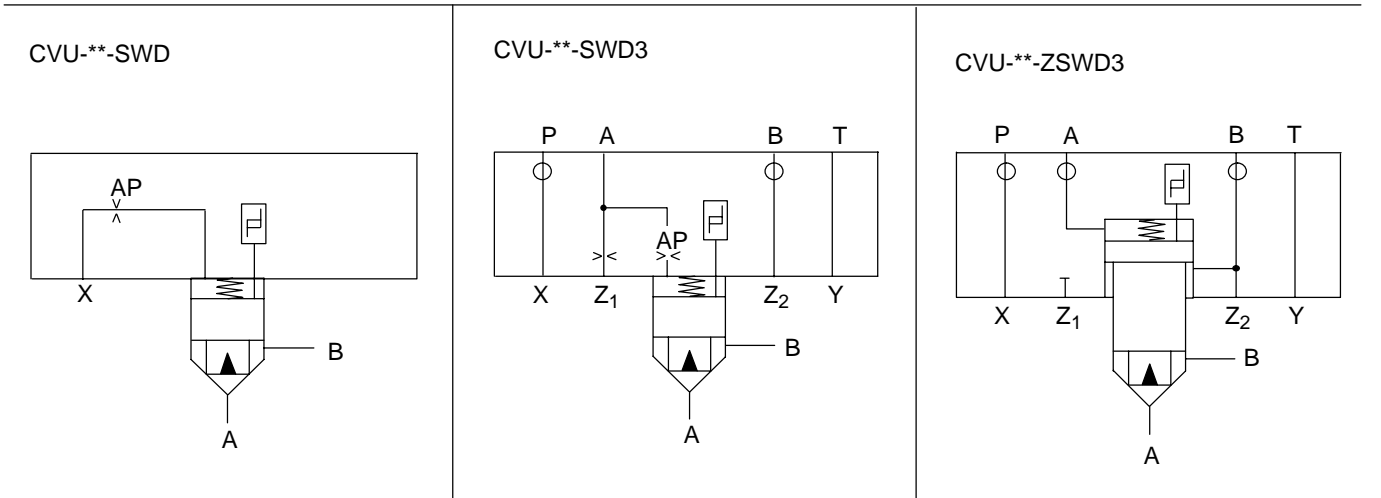 CVU-**-SWD
AP
X
B
A
CVU-**-SWD3
P A B T
AP
X Z1 Z2 Y
B
A
CVU-**-ZSWD3
P A B T
X Z1 Z2 Y
B
A